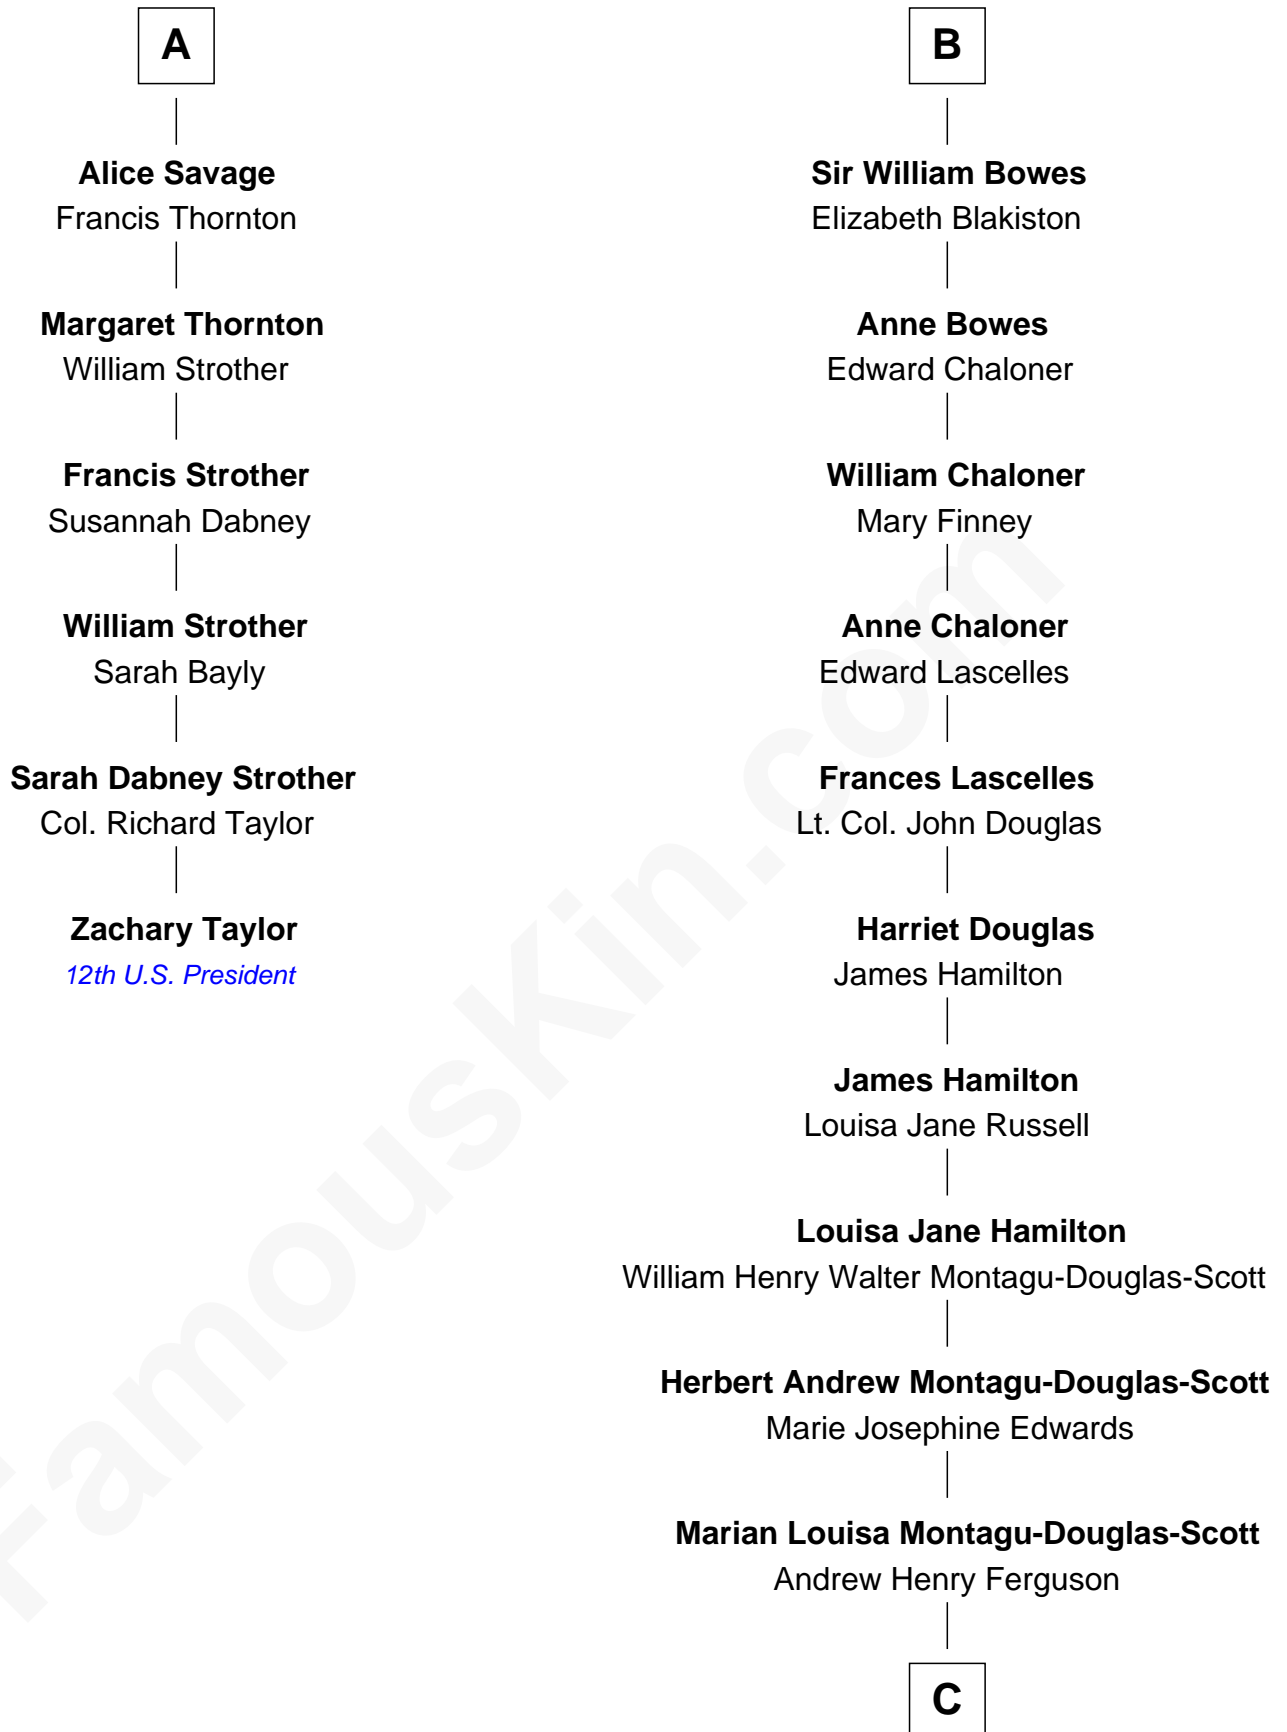 A
Alice Savage
Francis Thornton
Margaret Thornton
William Strother
Francis Strother
Susannah Dabney
William Strother
Sarah Bayly
Sarah Dabney Strother
Col. Richard Taylor
Zachary Taylor
12th U.S. President
B
Sir William Bowes
Elizabeth Blakiston
Anne Bowes
Edward Chaloner
William Chaloner
Mary Finney
Anne Chaloner
Edward Lascelles
Frances Lascelles
Lt. Col. John Douglas
Harriet Douglas
James Hamilton
James Hamilton
Louisa Jane Russell
Louisa Jane Hamilton
William Henry Walter Montagu-Douglas-Scott
Herbert Andrew Montagu-Douglas-Scott
Marie Josephine Edwards
Marian Louisa Montagu-Douglas-Scott
Andrew Henry Ferguson
C
FamousKin.com